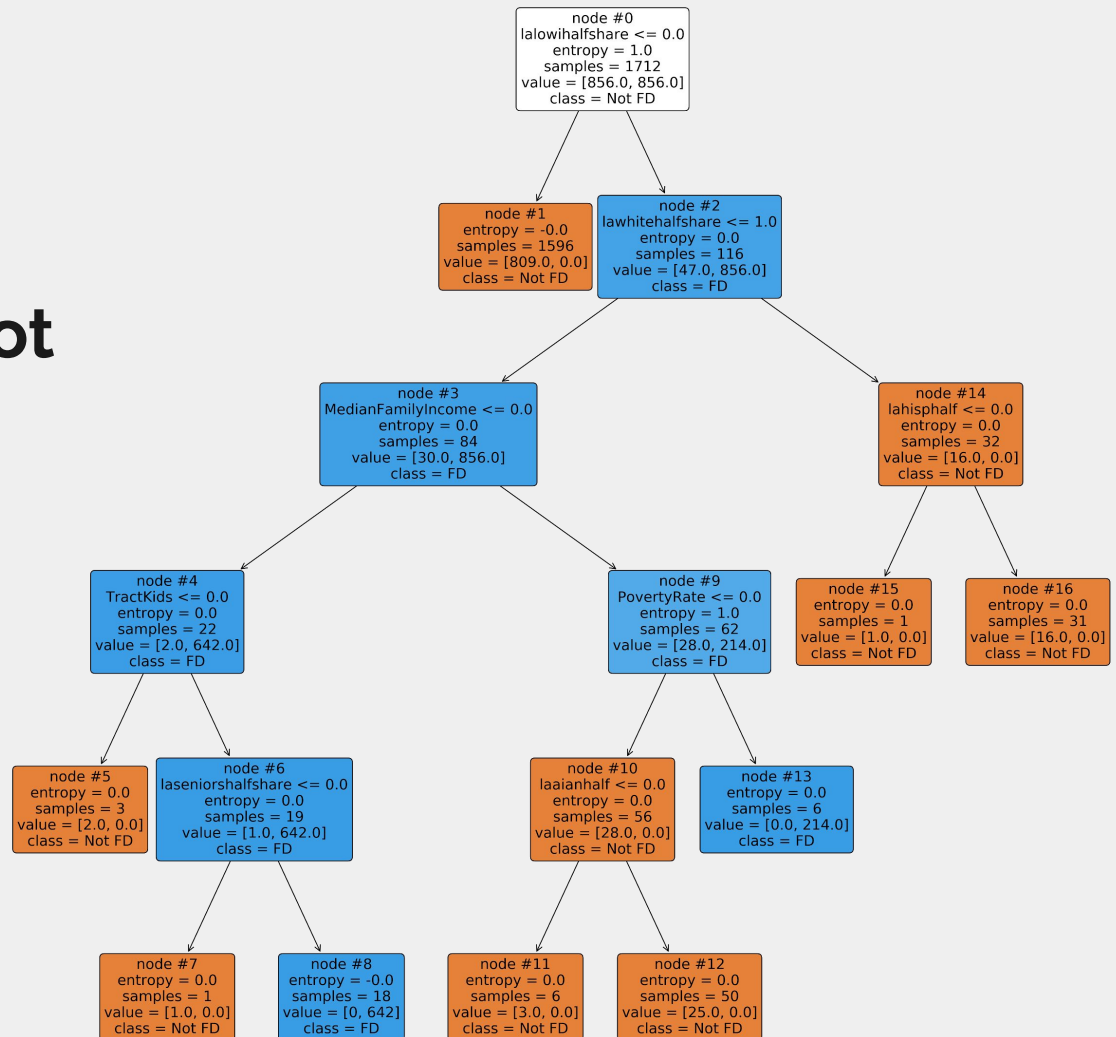 node #0
lalowihalfshare <= 0.0
entropy = 1.0
samples = 1712
value = [856.0, 856.0]
class = Not FD
node #1
entropy = -0.0
samples = 1596
value = [809.0, 0.0]
class = Not FD
node #2
lawhitehalfshare <= 1.0
entropy = 0.0
samples = 116
value = [47.0, 856.0]
class = FD
ot
node #3
MedianFamilyIncome <= 0.0
entropy = 0.0
samples = 84
value = [30.0, 856.0]
class = FD
node #14
lahisphalf <= 0.0
entropy = 0.0
samples = 32
value = [16.0, 0.0]
class = Not FD
node #4
TractKids <= 0.0
entropy = 0.0
samples = 22
value = [2.0, 642.0]
class = FD
node #9
PovertyRate <= 0.0
entropy = 1.0
samples = 62
value = [28.0, 214.0]
class = FD
node #15
entropy = 0.0
samples = 1
value = [1.0, 0.0]
class = Not FD
node #16
entropy = 0.0
samples = 31
value = [16.0, 0.0]
class = Not FD
node #5
entropy = 0.0
samples = 3
value = [2.0, 0.0]
class = Not FD
node #6
laseniorshalfshare <= 0.0
entropy = 0.0
samples = 19
value = [1.0, 642.0]
class = FD
node #10
laaianhalf <= 0.0
entropy = 0.0
samples = 56
value = [28.0, 0.0]
class = Not FD
node #13
entropy = 0.0
samples = 6
value = [0.0, 214.0]
class = FD
node #7
entropy = 0.0
samples = 1
value = [1.0, 0.0]
class = Not FD
node #8
entropy = -0.0
samples = 18
value = [0, 642]
class = FD
node #11
entropy = 0.0
samples = 6
value = [3.0, 0.0]
class = Not FD
node #12
entropy = 0.0
samples = 50
value = [25.0, 0.0]
class = Not FD